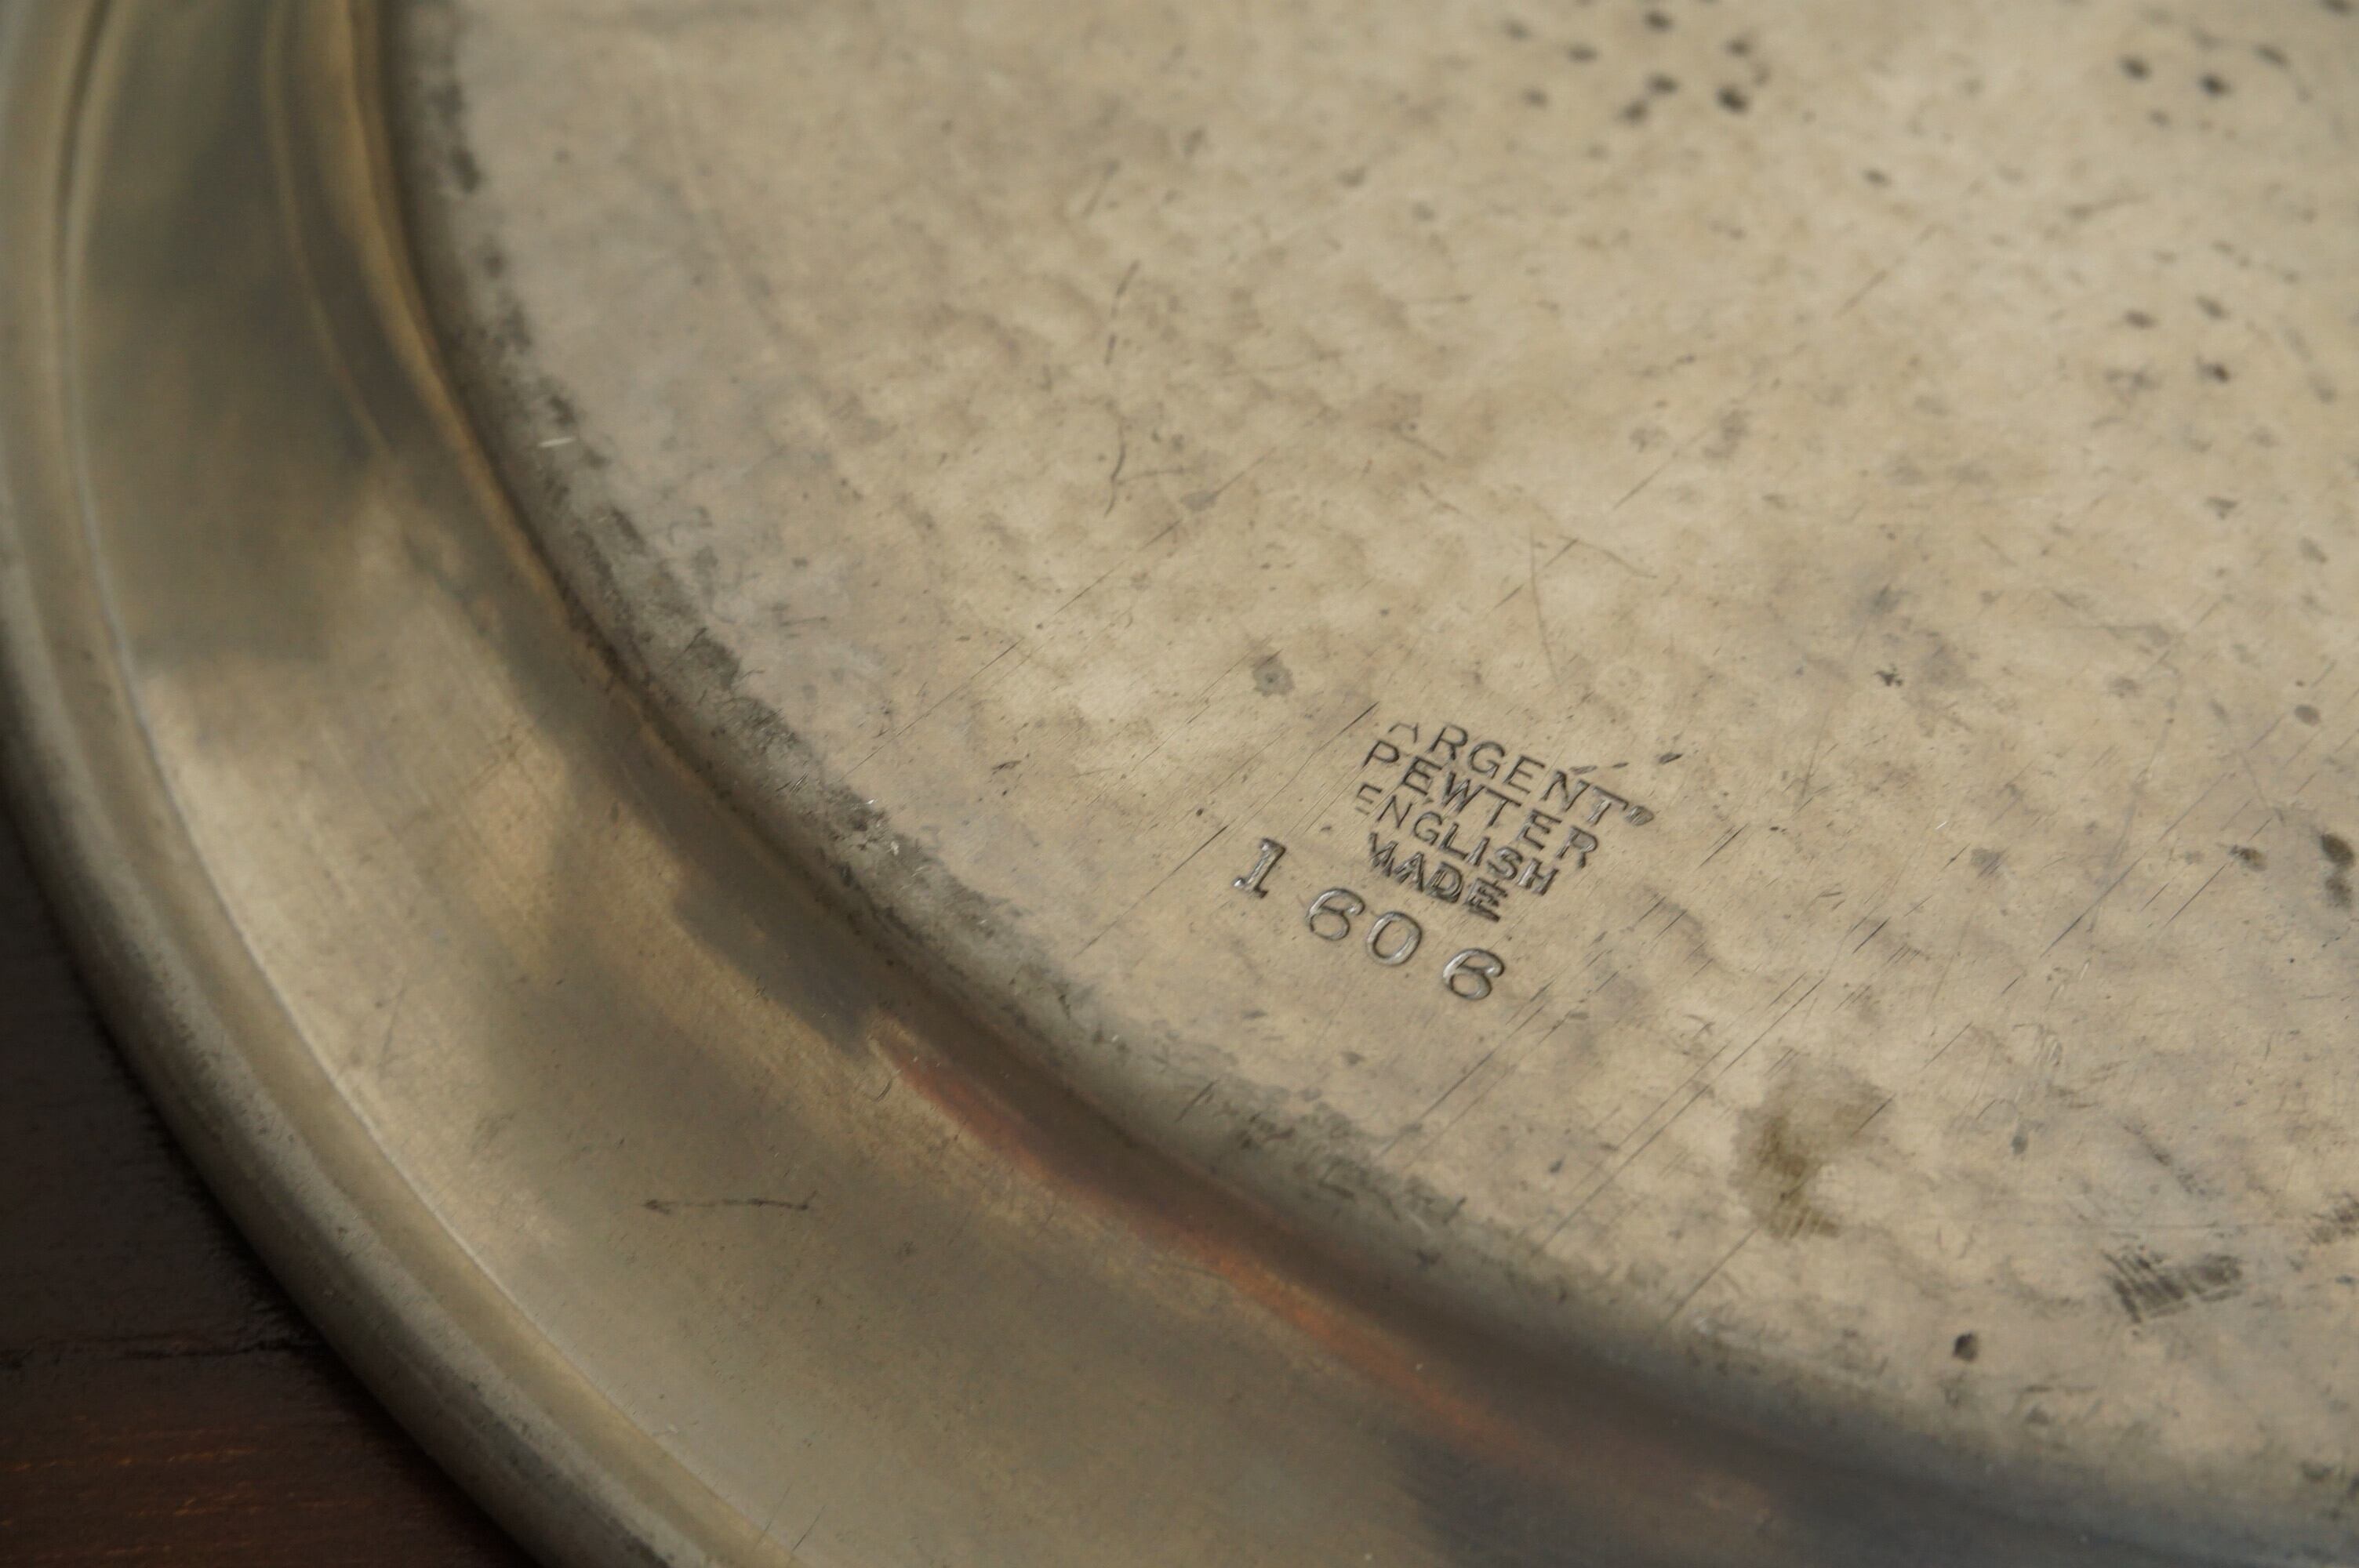 ARGENT"
PEWTER
ENGLISH
MADE
1606